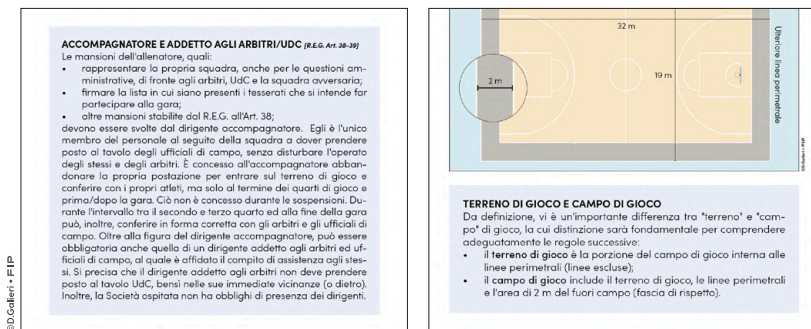 ACCOMPAGNATORE E ADDETTO AGLI ARBITRI/UDC [R.E.G. Art. 38-39]
Le mansioni dell'allenatore, quali:
• rappresentare la propria squadra, anche per le questioni am-
ministrative, di fronte agli arbitri, UdC e la squadra avversaria;
• firmare la lista in cui siano presenti i tesserati che si intende far
partecipare alla gara;
• altre mansioni stabilite dal R.E.G. all'Art. 38;
devono essere svolte dal dirigente accompagnatore. Egli è l'unico
membro del personale al seguito della squadra a dover prendere
posto al tavolo degli ufficiali di campo, senza disturbare l'operato
degli stessi e degli arbitri. È concesso all'accompagnatore abban-
donare la propria postazione per entrare sul terreno di gioco e
conferire con i propri atleti, ma solo al termine dei quarti di gioco e
prima/dopo la gara. Ciò non è concesso durante le sospensioni. Du-
rante l'intervallo tra il secondo e terzo quarto ed alla fine della gara
può, inoltre, conferire in forma corretta con gli arbitri e gli ufficiali di
campo. Oltre alla figura del dirigente accompagnatore, può essere
obbligatoria anche quella di un dirigente addetto agli arbitri ed uf-
ficiali di campo, al quale è affidato il compito di assistenza agli stes-
si. Si precisa che il dirigente addetto agli arbitri non deve prendere
posto al tavolo UdC, bensì nelle sue immediate vicinanze (o dietro).
Inoltre, la Società ospitata non ha obblighi di presenza dei dirigenti.
©D.Galieri • FIP
32 m
2 m
19 m
Ulteriore linea perimetrale
©D.Galieri • FIP
TERRENO DI GIOCO E CAMPO DI GIOCO
Da definizione, vi è un'importante differenza tra "terreno" e "cam-
po" di gioco, la cui distinzione sarà fondamentale per comprendere
adeguatamente le regole successive:
• il terreno di gioco è la porzione del campo di gioco interna alle
linee perimetrali (linee escluse);
• il campo di gioco include il terreno di gioco, le linee perimetrali
e l'area di 2 m del fuori campo (fascia di rispetto).